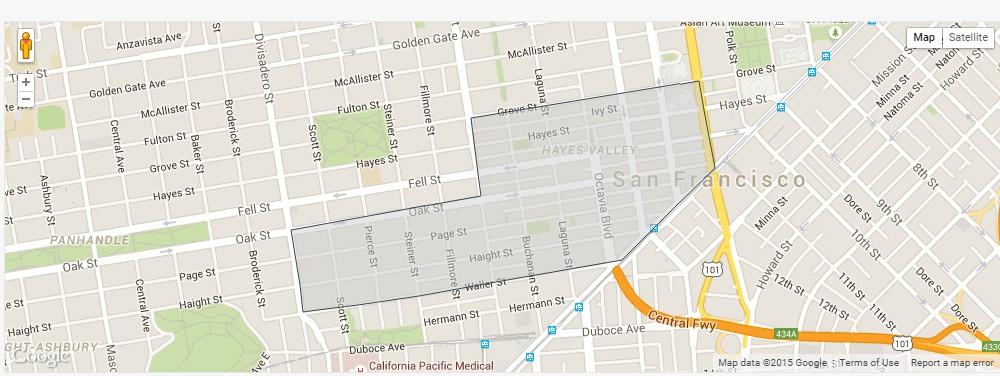 Asian Art Museum
Anzavista Ave
Golden Gate Ave
McAllister St
Polk St
Map
Satellite
Divisadero St
Grove St
Mission St
Howard St
Golden Gate Ave
McAllister St
Laguna St
Minna St
Natoma St
McAllister St
Broderick St
Fulton St
Steiner St
Fillmore St
Grove St
Ivy St
Hayes St
Central Ave
Baker St
Fulton St
Scott St
Hayes St
Hayes St
HAYES VALLEY
Grove St
Fell St
San Francisco
8th St
Ashbury St
Hayes St
Octavia Blvd
Fell St
Oak St
Dore St
9th St
Minna St
PANHANDLE
Oak St
Page St
Pierce St
Steiner St
Fillmore St
Haight St
Buchanan St
Laguna St
10th St
Howard St
Oak St
Page St
Broderick St
101
Dore St
11th St
12th St
12th St
11th St
Dore St
Central Ave
Haight St
Waller St
Scott St
Hermann St
Haight St
Duboce Ave
Central Fwy
434A
101
GHT-ASHBURY
Google
Duboce Ave
California Pacific Medical
Map data ©2015 Google
Terms of Use
Report a map error